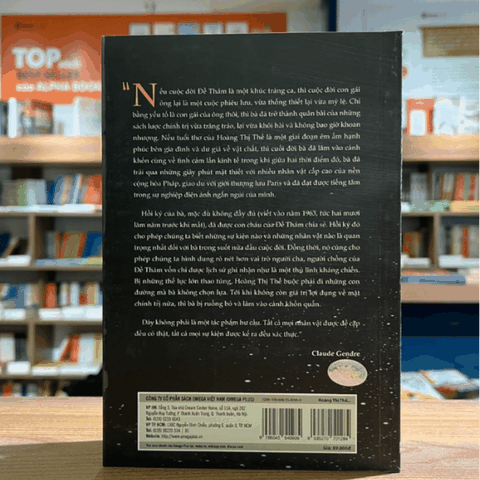 TOP
"Nếu cuộc đời Đề Thám là một khúc tráng ca, thì cuộc đời con gái
ông lại là một cuộc phiêu lưu, vừa thống thiết lại vừa mỹ lệ. Chỉ
bằng yếu tố là con gái của ông thôi, thì bà đã trở thành quân bài của những
sách lược chính trị vừa trắng tráo, lại vừa khôi hài và không bao giờ khoan
nhượng. Nếu tuổi thơ của Hoàng Thị Thế là một giai đoạn êm ấm hạnh
phúc bên gia đình và dư giả về vật chất, thì cuối đời bà đã lâm vào cảnh
khốn cùng về tình cảm lẫn kinh tế trong khi giữa hai thời điểm đó, bà đã
trải qua những giây phút mật thiết với nhiều nhân vật cấp cao của nền
cộng hòa Pháp, giao du với giới thượng lưu Paris và đã đạt được tiếng tăm
trong sự nghiệp điện ảnh ngắn ngủi của mình.
Hồi ký của bà, mặc dù không đầy đủ (viết vào năm 1963, tức hai mươi
lăm năm trước khi mất), đã được con cháu của Đề Thám chia sẻ. Hồi ký đó
cho phép chúng ta biết những sự kiện nào và những nhân vật nào là quan
trọng nhất đối với bà trong suốt nửa đầu cuộc đời. Đồng thời, nó cũng cho
phép chúng ta hình dung rõ nét hơn vai trò người cha, người chồng của
Đề Thám vốn chỉ được lịch sử ghi nhận như là một thủ lĩnh kháng chiến.
Bị những thế lực lớn thao túng, Hoàng Thị Thế buộc phải đi những con
đường mà bà không chọn lựa. Tới khi không còn giá trị lợi dụng về mặt
chính trị nữa, thì bà bị ruồng bỏ và lâm vào cảnh khốn quẫn.
Đây không phải là một tác phẩm hư cấu. Tất cả mọi nhân vật được đề cập
đều có thật, tất cả mọi sự kiện được kể ra đều xác thực."
Claude Gendre
CÔNG TY CỔ PHẦN SÁCH OMEGA VIỆT NAM (OMEGA PLUS)
Hoàng Thị Thế...